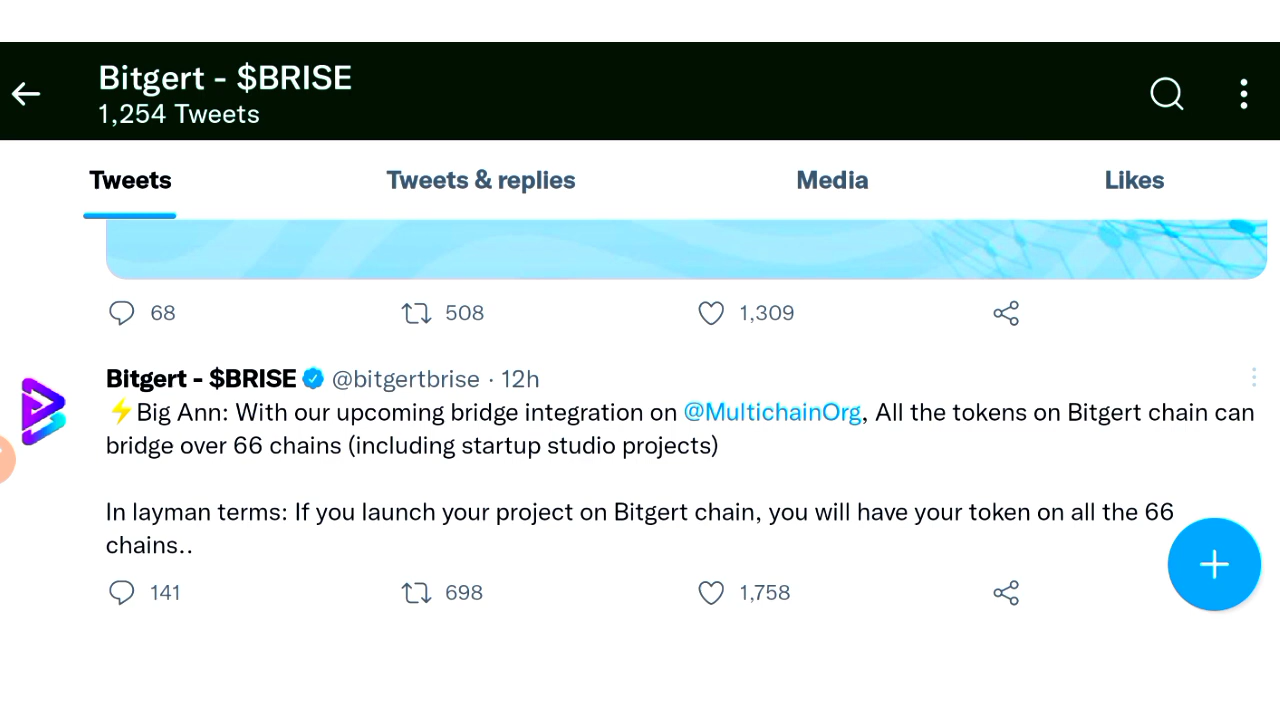 Bitgert - $BRISE
1,254 Tweets
Tweets
Tweets & replies
Media
Likes
68
508
1,309
Bitgert - $BRISE @bitgertbrise · 12h
⚡Big Ann: With our upcoming bridge integration on @MultichainOrg, All the tokens on Bitgert chain can
bridge over 66 chains (including startup studio projects)
In layman terms: If you launch your project on Bitgert chain, you will have your token on all the 66
chains..
141
698
1,758